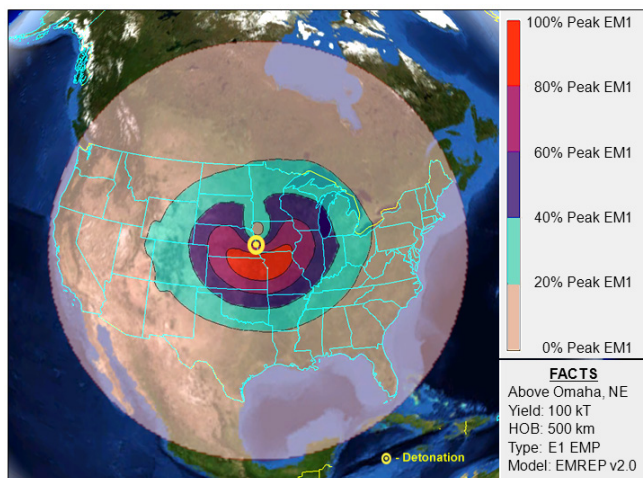 100% Peak EM1
80% Peak EM1
60% Peak EM1
40% Peak EM1
20% Peak EM1
0% Peak EM1
FACTS
Above Omaha, NE
Yield: 100 kT
HOB: 500 km
Type: E1 EMP
Model: EMREP v2.0
- Detonation